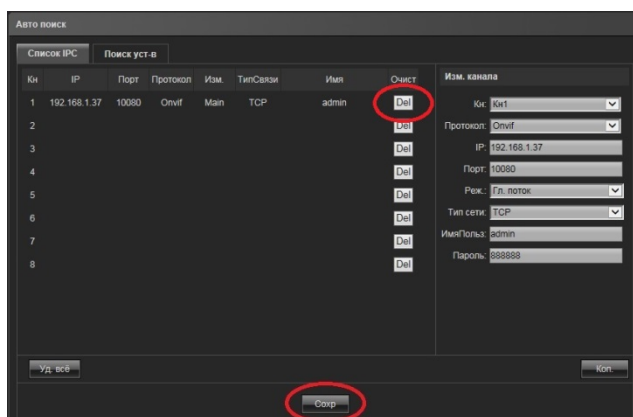 Авто поиск
Список IPC Поиск уст-в
Кн IP Порт Протокол Изм. ТипСвязи Имя Очист
1 192.168.1.37 10080 Onvif Main TCP admin Del
2 Del
3 Del
4 Del
5 Del
6 Del
7 Del
8 Del
Изм. канала
Кн: Кн1
Протокол: Onvif
IP: 192.168.1.37
Порт: 10080
Реж.: Гл. поток
Тип сети: TCP
ИмяПольз: admin
Пароль: 888888
Уд. всё Коп.
Сохр